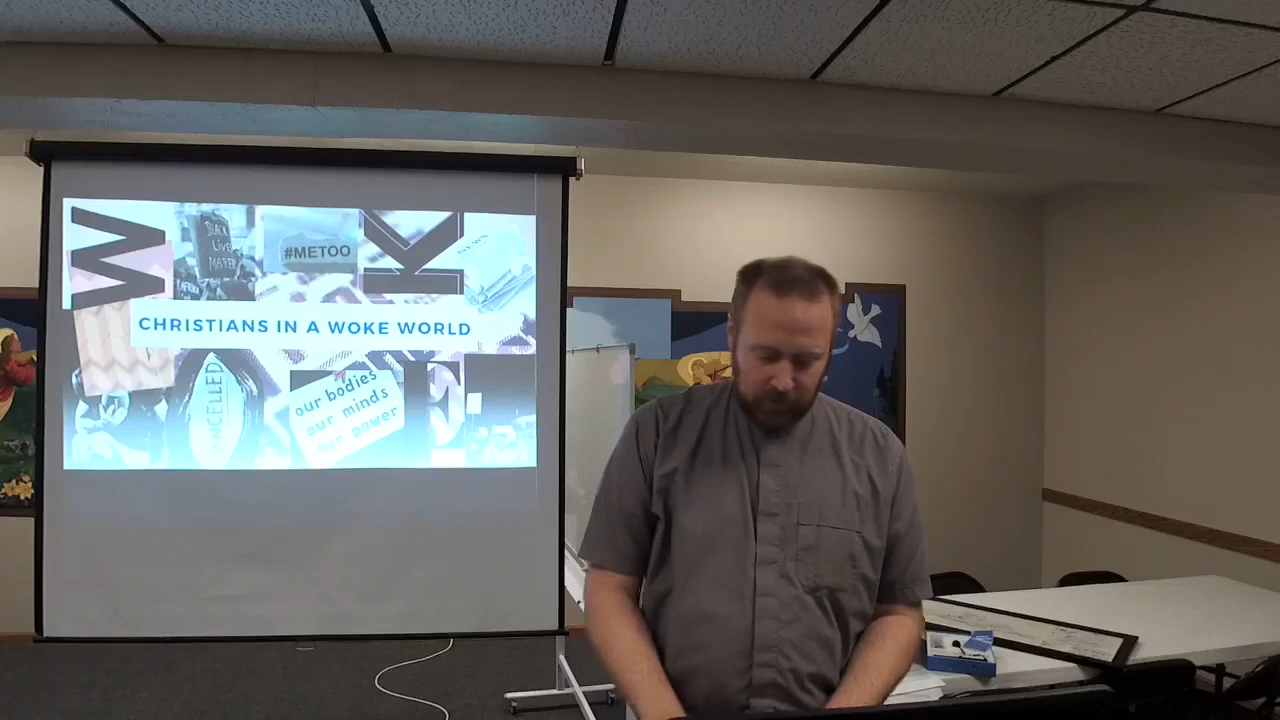 W
BLACK
LIVES
MATTER
#METOO
K
CHRISTIANS IN A WOKE WORLD
CANCELLED
our bodies
our minds
our power
E